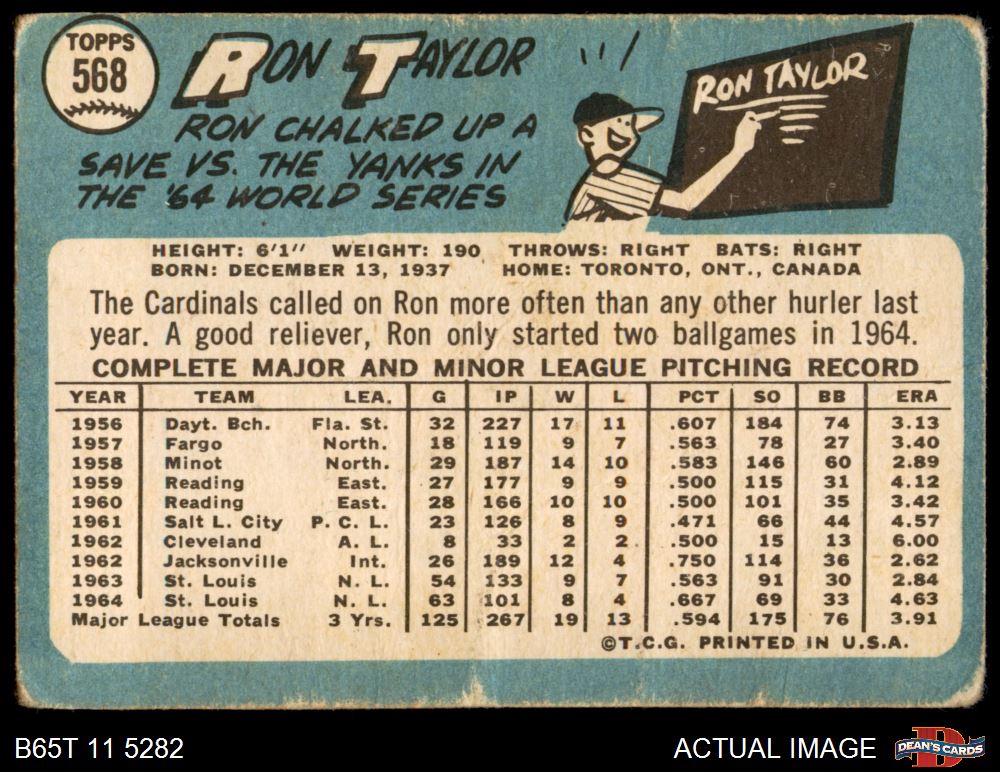 TOPPS
568
RON TAYLOR
RON CHALKED UP A
SAVE VS. THE YANKS IN
THE '64 WORLD SERIES
RON TAYLOR
HEIGHT: 6'1" WEIGHT: 190 THROWS: RIGHT BATS: RIGHT
BORN: DECEMBER 13, 1937 HOME: TORONTO, ONT., CANADA
The Cardinals called on Ron more often than any other hurler last
year. A good reliever, Ron only started two ballgames in 1964.
COMPLETE MAJOR AND MINOR LEAGUE PITCHING RECORD
YEAR TEAM LEA. G IP W L PCT SO BB ERA
1956 Dayt. Bch. Fla. St. 32 227 17 11 .607 184 74 3.13
1957 Fargo North. 18 119 9 7 .563 78 27 3.40
1958 Minot North. 29 187 14 10 .583 146 60 2.89
1959 Reading East. 27 177 9 9 .500 115 31 4.12
1960 Reading East. 28 166 10 10 .500 101 35 3.42
1961 Salt L. City P. C. L. 23 126 8 9 .471 66 44 4.57
1962 Cleveland A. L. 8 33 2 2 .500 15 13 6.00
1962 Jacksonville Int. 26 189 12 4 .750 114 36 2.62
1963 St. Louis N. L. 54 133 9 7 .563 91 30 2.84
1964 St. Louis N. L. 63 101 8 4 .667 69 33 4.63
Major League Totals 3 Yrs. 125 267 19 13 .594 175 76 3.91
©T.C.G. PRINTED IN U.S.A.
B65T 11 5282
ACTUAL IMAGE
D
DEAN'S CARDS